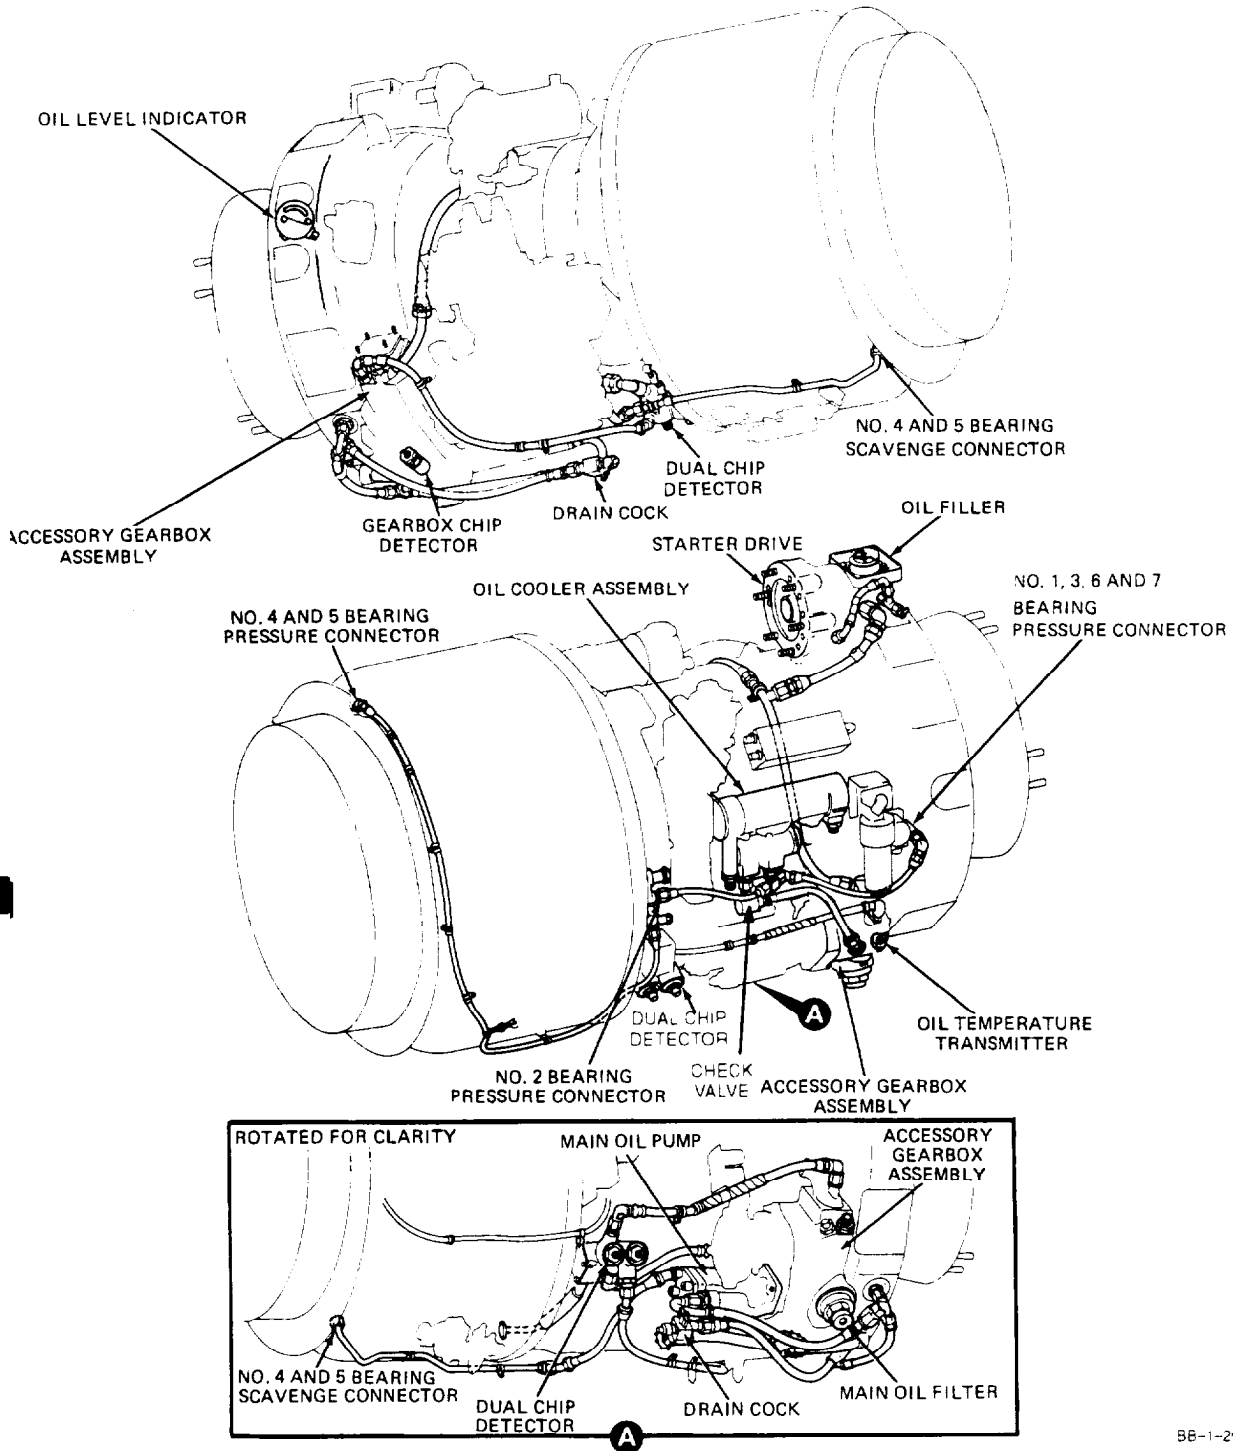 OIL LEVEL INDICATOR
NO. 4 AND 5 BEARING
SCAVENGE CONNECTOR
DUAL CHIP
DETECTOR
DRAIN COCK
GEARBOX CHIP
DETECTOR
ACCESSORY GEARBOX
ASSEMBLY
OIL FILLER
STARTER DRIVE
OIL COOLER ASSEMBLY
NO. 1, 3, 6 AND 7
BEARING
PRESSURE CONNECTOR
NO. 4 AND 5 BEARING
PRESSURE CONNECTOR
A
DUAL CHIP
DETECTOR
OIL TEMPERATURE
TRANSMITTER
CHECK
VALVE
NO. 2 BEARING
PRESSURE CONNECTOR
ACCESSORY GEARBOX
ASSEMBLY
ROTATED FOR CLARITY
MAIN OIL PUMP
ACCESSORY
GEARBOX
ASSEMBLY
NO. 4 AND 5 BEARING
SCAVENGE CONNECTOR
DUAL CHIP
DETECTOR
DRAIN COCK
MAIN OIL FILTER
A